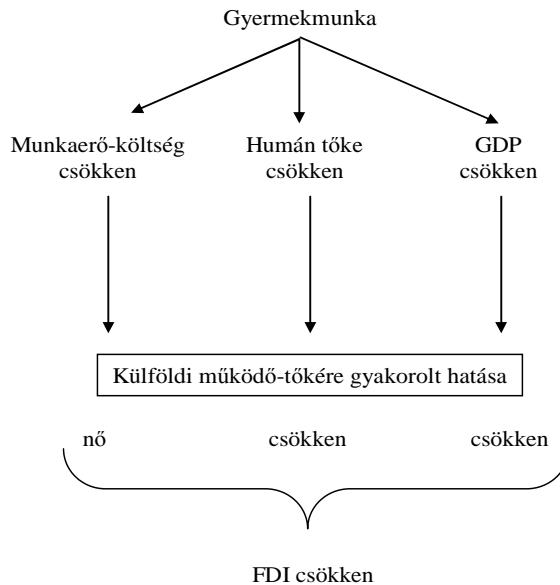 Gyermekmunka
Munkaerő-költség
csökken
Humán tőke
csökken
GDP
csökken
Külföldi működő-tőkére gyakorolt hatása
nő
csökken
csökken
FDI csökken